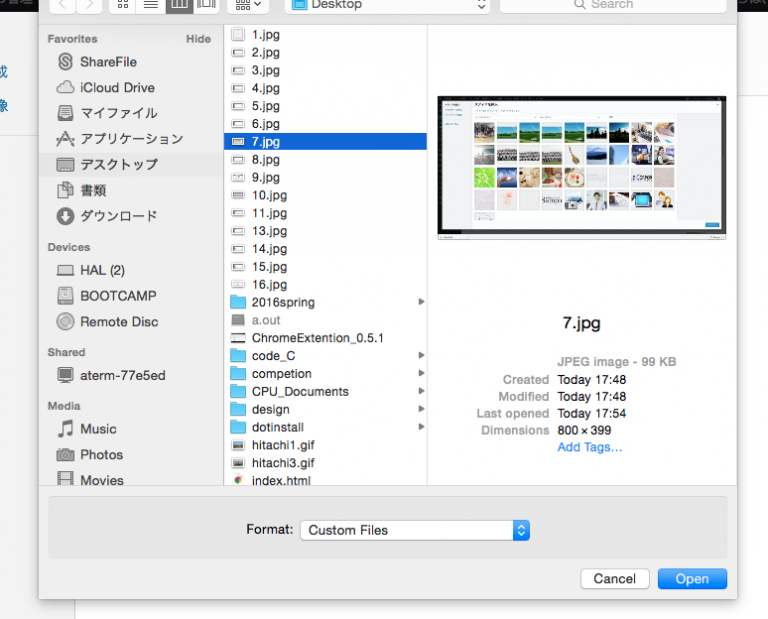 管理
Desktop
Search
成
像
Favorites
Hide
ShareFile
iCloud Drive
マイファイル
アプリケーション
デスクトップ
書類
ダウンロード
Devices
HAL (2)
BOOTCAMP
Remote Disc
Shared
aterm-77e5ed
Media
Music
Photos
Movies
1.jpg
2.jpg
3.jpg
4.jpg
5.jpg
6.jpg
7.jpg
8.jpg
9.jpg
10.jpg
11.jpg
13.jpg
14.jpg
15.jpg
16.jpg
2016spring
a.out
ChromeExtention_0.5.1
code_C
competion
CPU_Documents
design
dotinstall
hitachi1.gif
hitachi3.gif
index.html
7.jpg
JPEG image - 99 KB
Created Today 17:48
Modified Today 17:48
Last opened Today 17:54
Dimensions 800 × 399
Add Tags...
Format: Custom Files
Cancel
Open